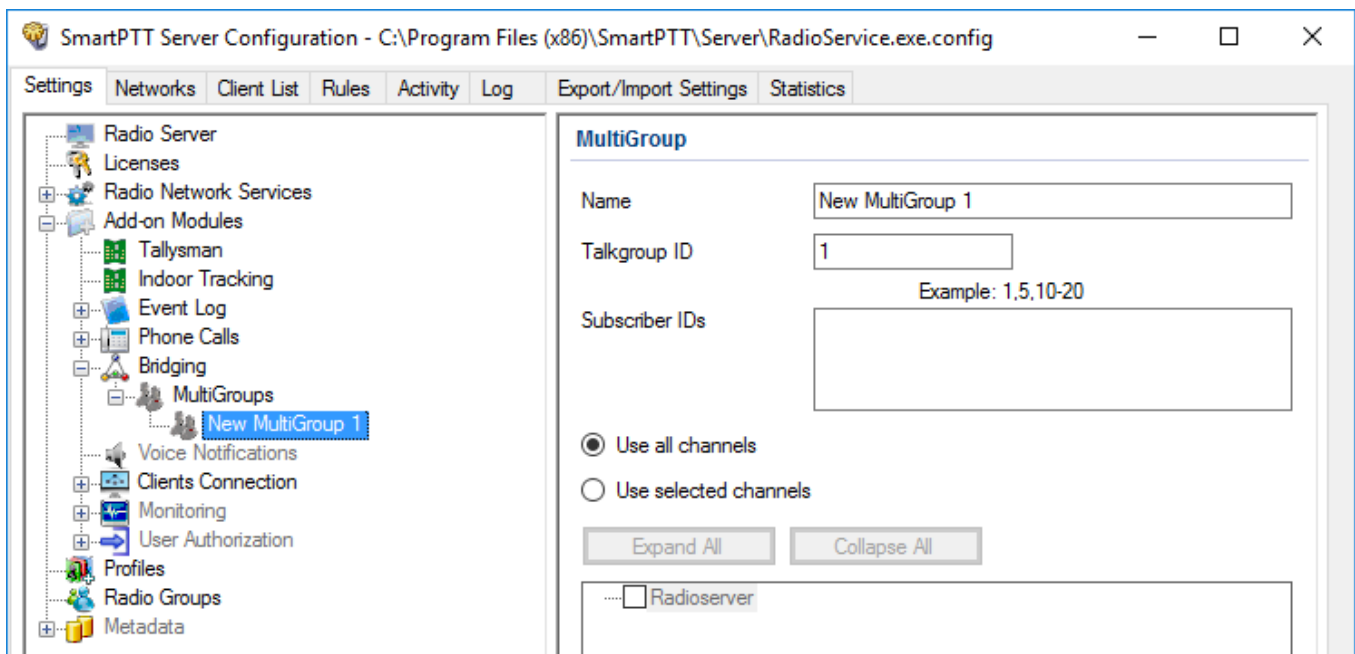 SmartPTT Server Configuration - C:\Program Files (x86)\SmartPTT\Server\RadioService.exe.config
Settings Networks Client List Rules Activity Log Export/Import Settings Statistics
Radio Server
Licenses
Radio Network Services
Add-on Modules
Tallysman
Indoor Tracking
Event Log
Phone Calls
Bridging
MultiGroups
New MultiGroup 1
Voice Notifications
Clients Connection
Monitoring
User Authorization
Profiles
Radio Groups
Metadata
MultiGroup
Name New MultiGroup 1
Talkgroup ID 1
Example: 1,5,10-20
Subscriber IDs
Use all channels
Use selected channels
Expand All Collapse All
Radioserver